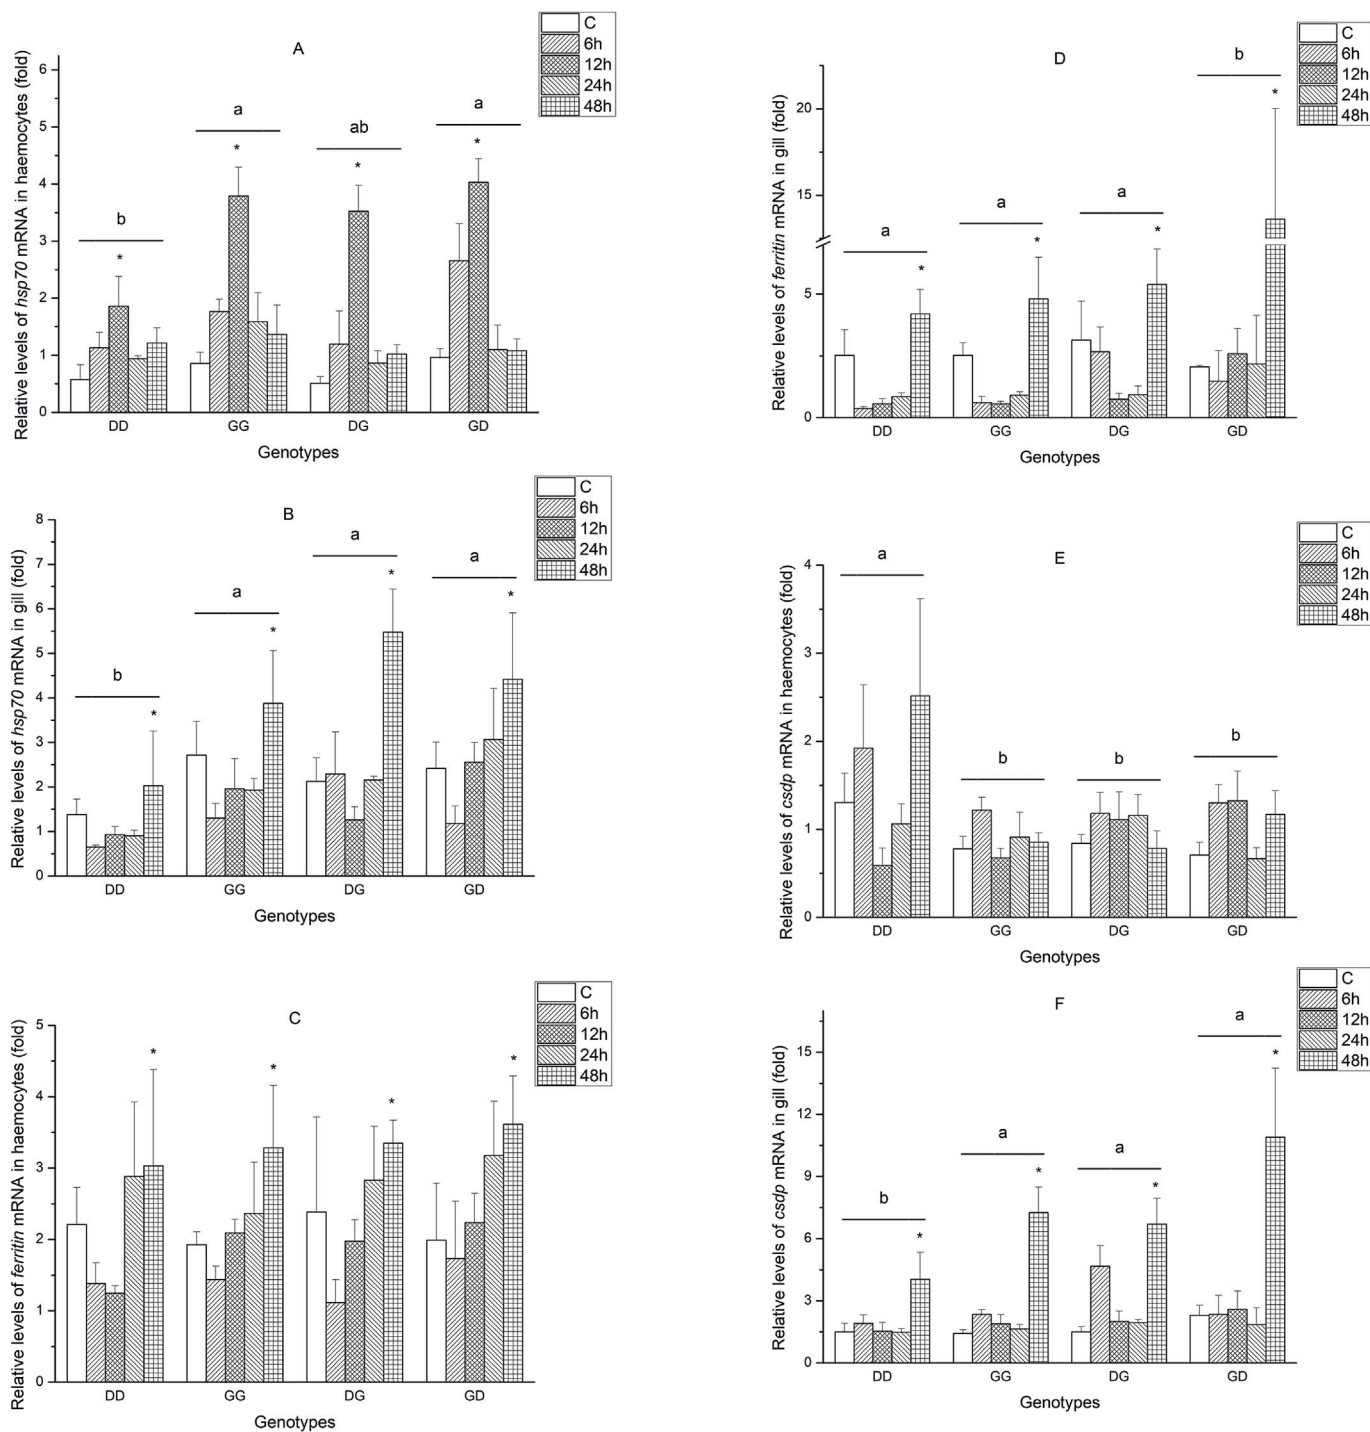 A
C
6h
12h
24h
48h
Relative levels of hsp70 mRNA in haemocytes (fold)
6
5
4
3
2
1
0
b
*
a
*
ab
*
a
*
DD GG DG GD
Genotypes
D
C
6h
12h
24h
48h
Relative levels of ferritin mRNA in gill (fold)
20
15
5
0
a
*
a
*
a
*
b
*
DD GG DG GD
Genotypes
B
C
6h
12h
24h
48h
Relative levels of hsp70 mRNA in gill (fold)
8
7
6
5
4
3
2
1
0
b
*
a
*
a
*
a
*
DD GG DG GD
Genotypes
E
C
6h
12h
24h
48h
Relative levels of csdp mRNA in haemocytes (fold)
4
3
2
1
0
a
b
b
b
DD GG DG GD
Genotypes
C
C
6h
12h
24h
48h
Relative levels of ferritin mRNA in haemocytes (fold)
5
4
3
2
1
0
*
*
*
*
DD GG DG GD
Genotypes
F
C
6h
12h
24h
48h
Relative levels of csdp mRNA in gill (fold)
15
12
9
6
3
0
b
*
a
*
a
*
a
*
DD GG DG GD
Genotypes